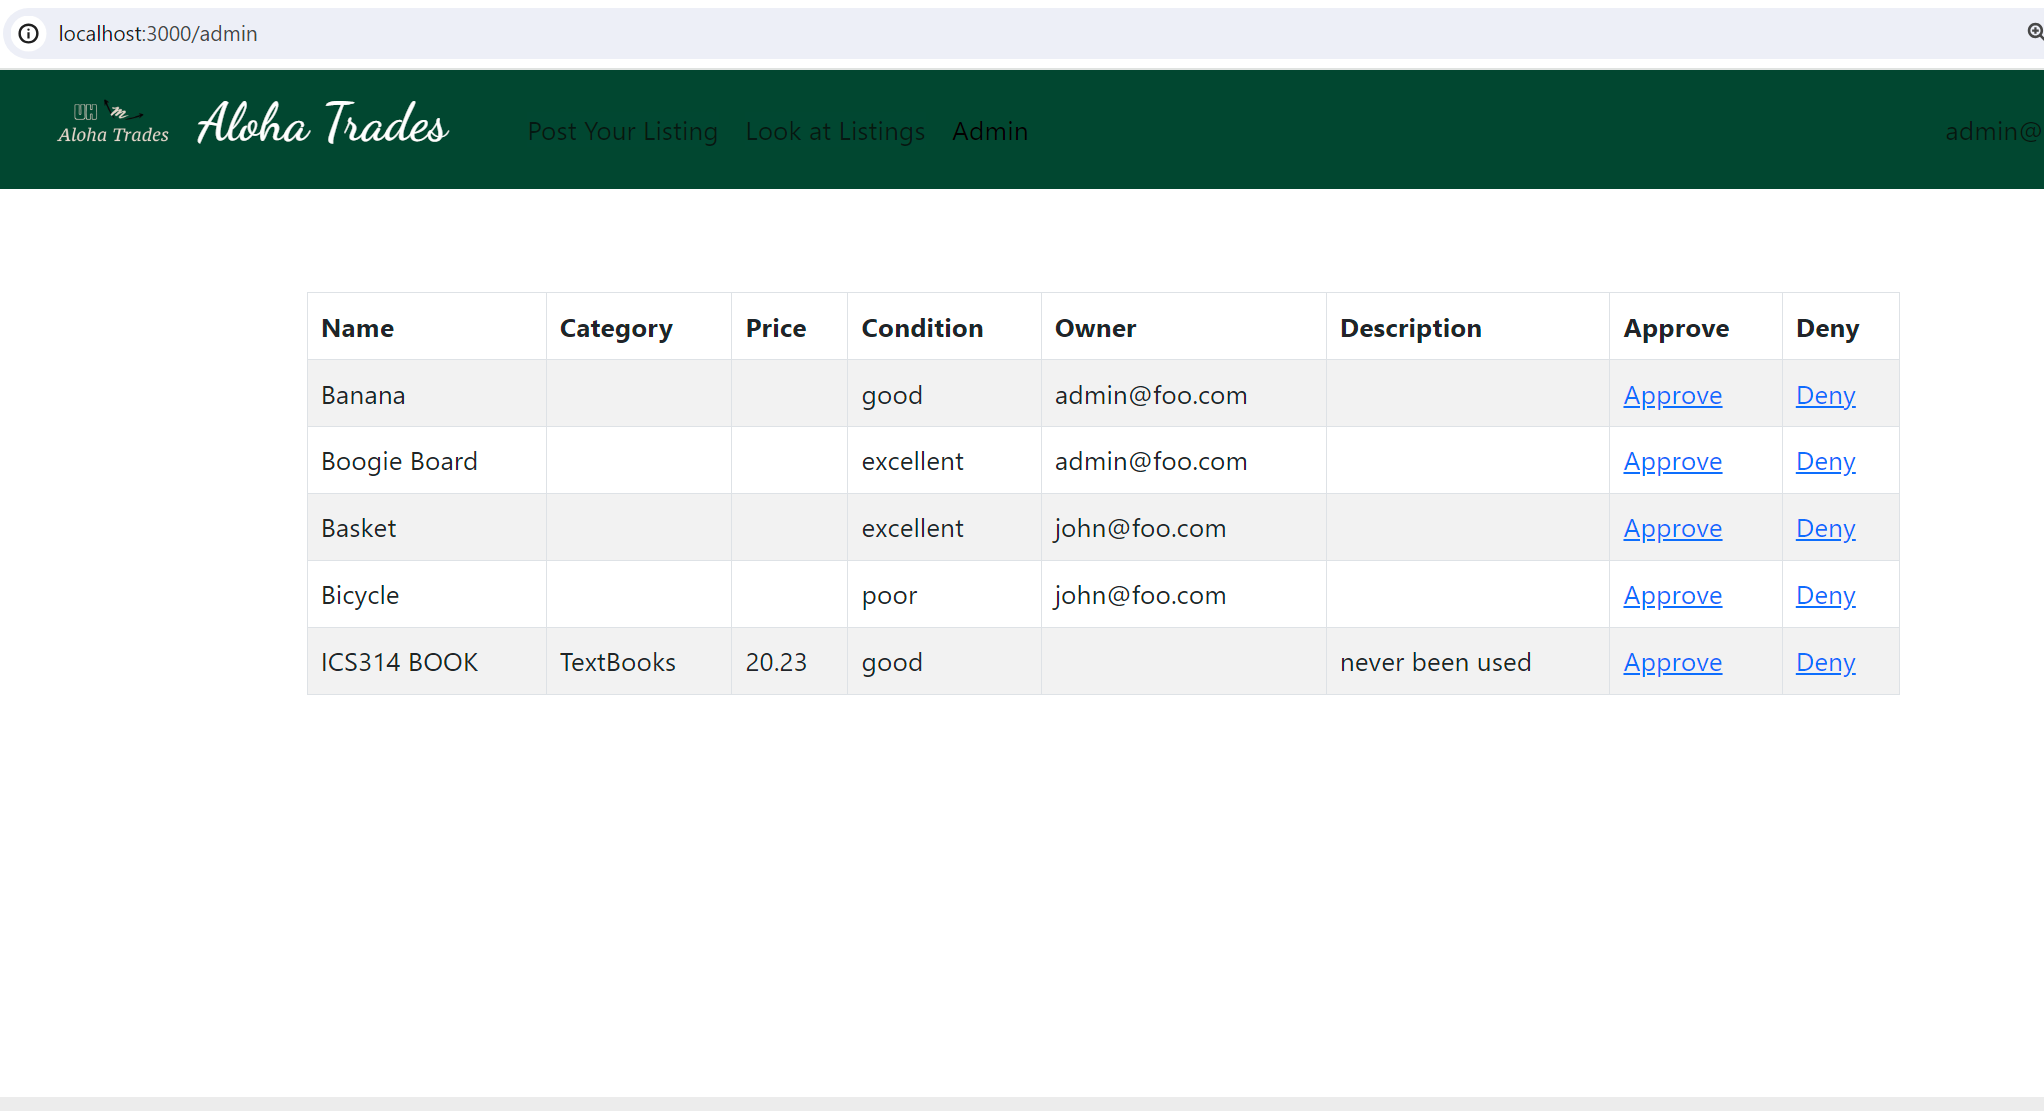 localhost:3000/admin
UH m
Aloha Trades
Aloha Trades Post Your Listing Look at Listings Admin admin@
Name Category Price Condition Owner Description Approve Deny
Banana good admin@foo.com Approve Deny
Boogie Board excellent admin@foo.com Approve Deny
Basket excellent john@foo.com Approve Deny
Bicycle poor john@foo.com Approve Deny
ICS314 BOOK TextBooks 20.23 good never been used Approve Deny